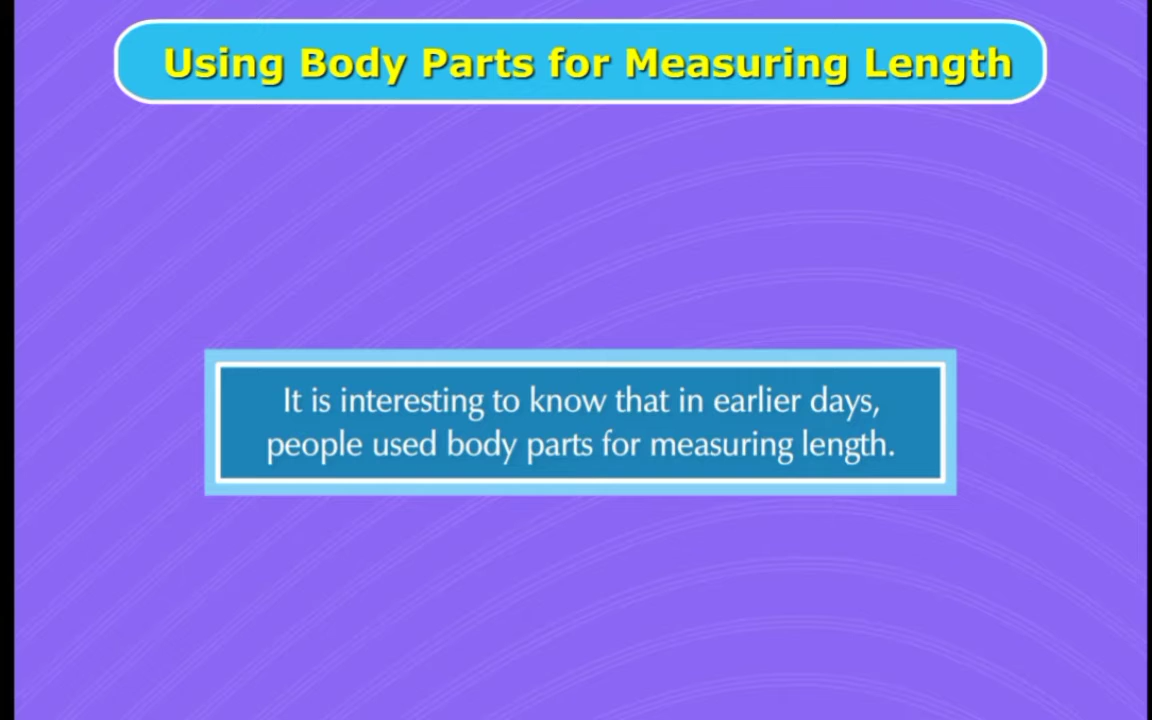 Using Body Parts for Measuring Length
It is interesting to know that in earlier days,
people used body parts for measuring length.